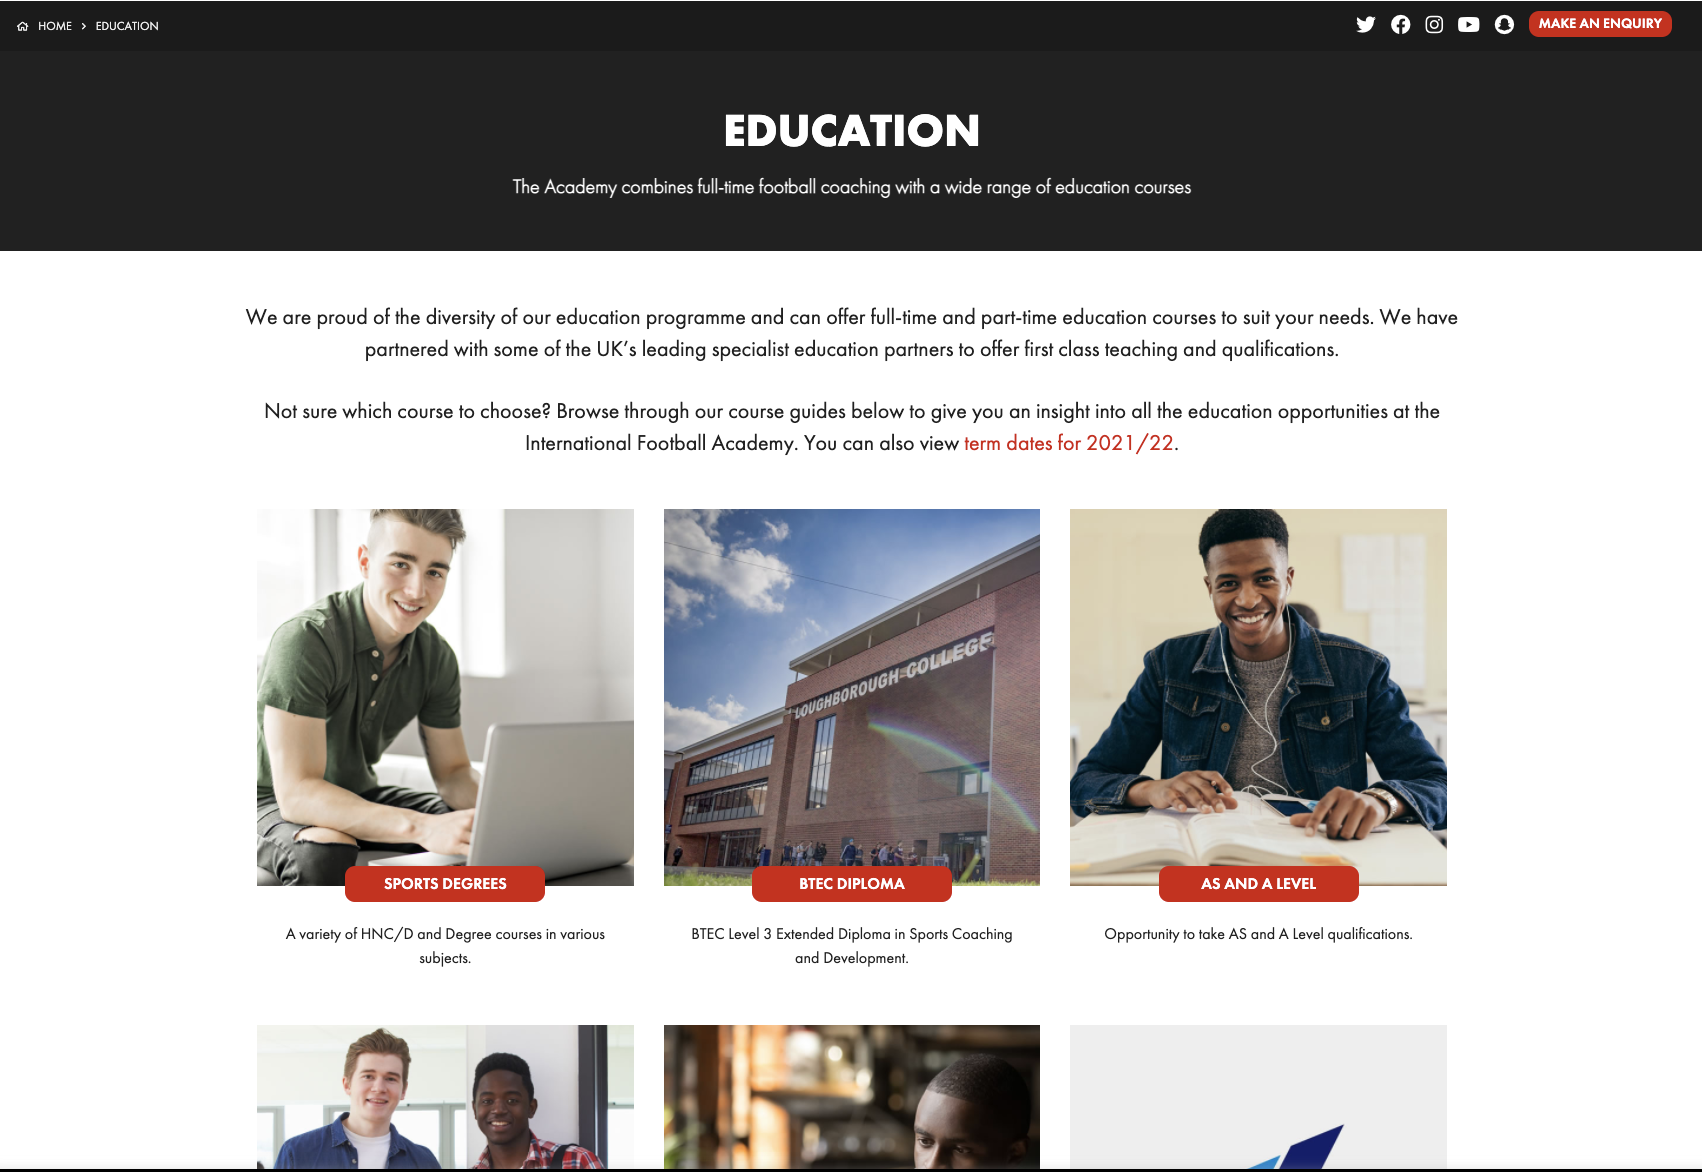 HOME > EDUCATION
MAKE AN ENQUIRY
EDUCATION
The Academy combines full-time football coaching with a wide range of education courses
We are proud of the diversity of our education programme and can offer full-time and part-time education courses to suit your needs. We have
partnered with some of the UK's leading specialist education partners to offer first class teaching and qualifications.
Not sure which course to choose? Browse through our course guides below to give you an insight into all the education opportunities at the
International Football Academy. You can also view term dates for 2021/22.
LOUGHBOROUGH COLLEGE
SPORTS DEGREES
A variety of HNC/D and Degree courses in various
subjects.
BTEC DIPLOMA
BTEC Level 3 Extended Diploma in Sports Coaching
and Development.
AS AND A LEVEL
Opportunity to take AS and A Level qualifications.